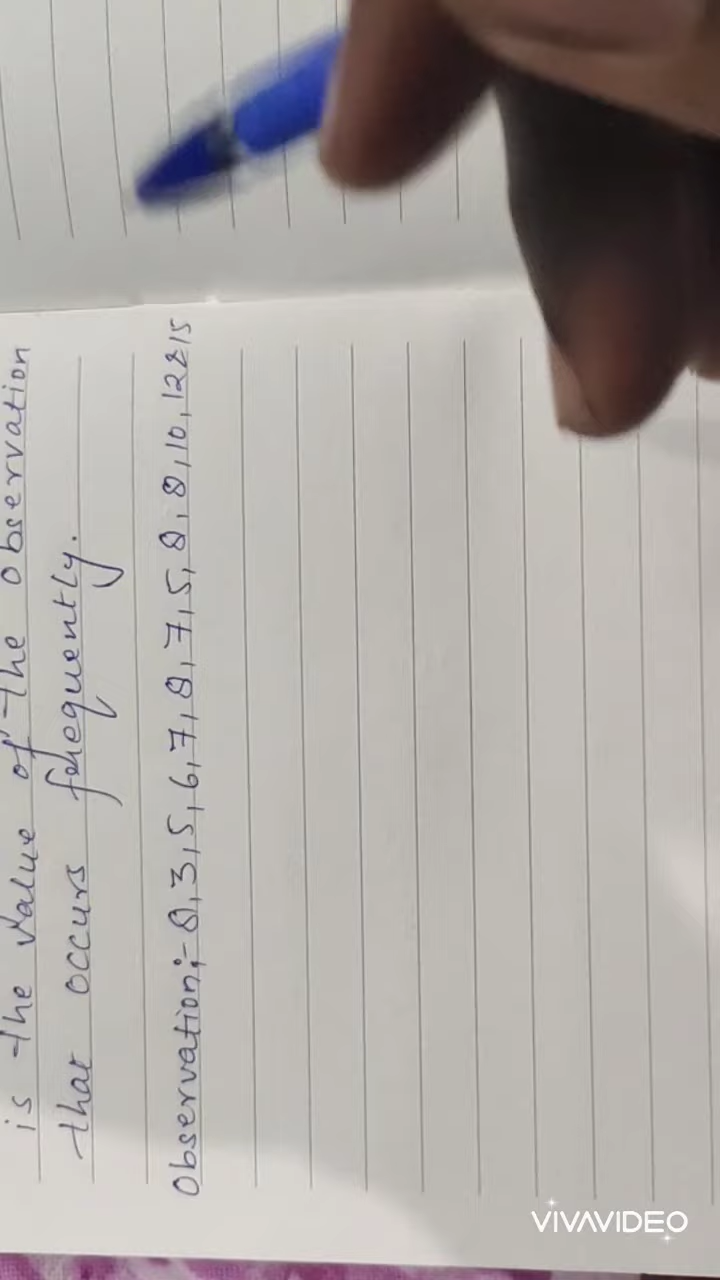 is the value of the observation
that occurs frequently.
Observation:- 8, 3, 5, 6, 7, 8, 7, 5, 8, 8, 10, 12 & 15
VIVAVIDEO